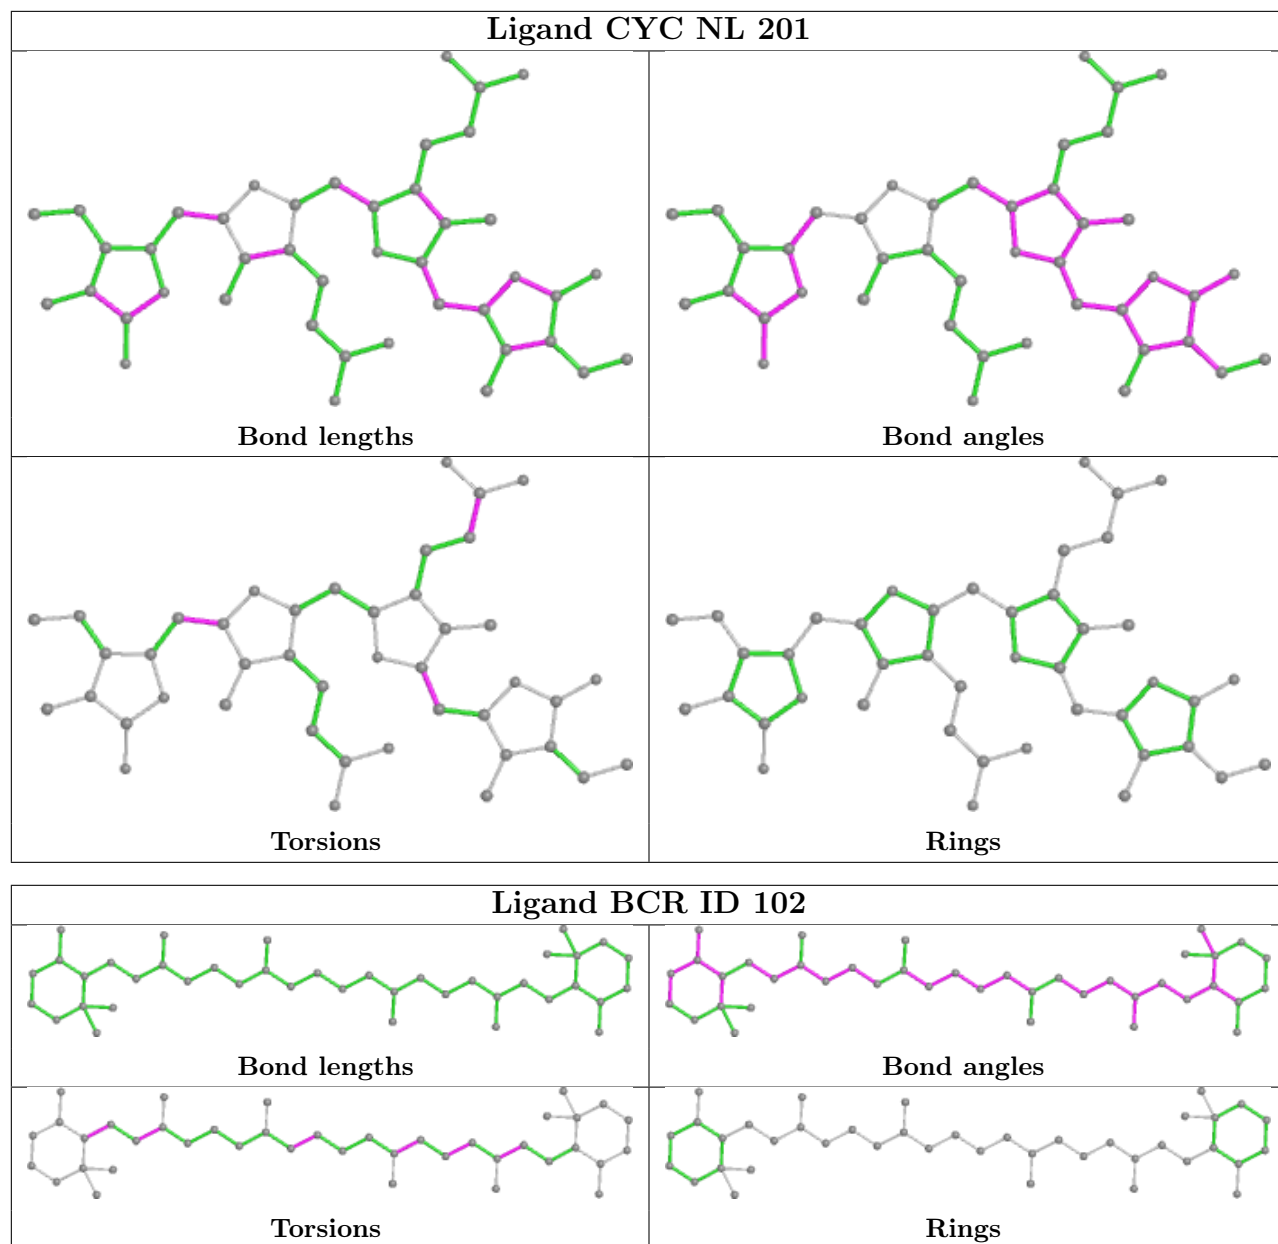 Ligand CYC NL 201
Bond lengths
Bond angles
Torsions
Rings
Ligand BCR ID 102
Bond lengths
Bond angles
Torsions
Rings